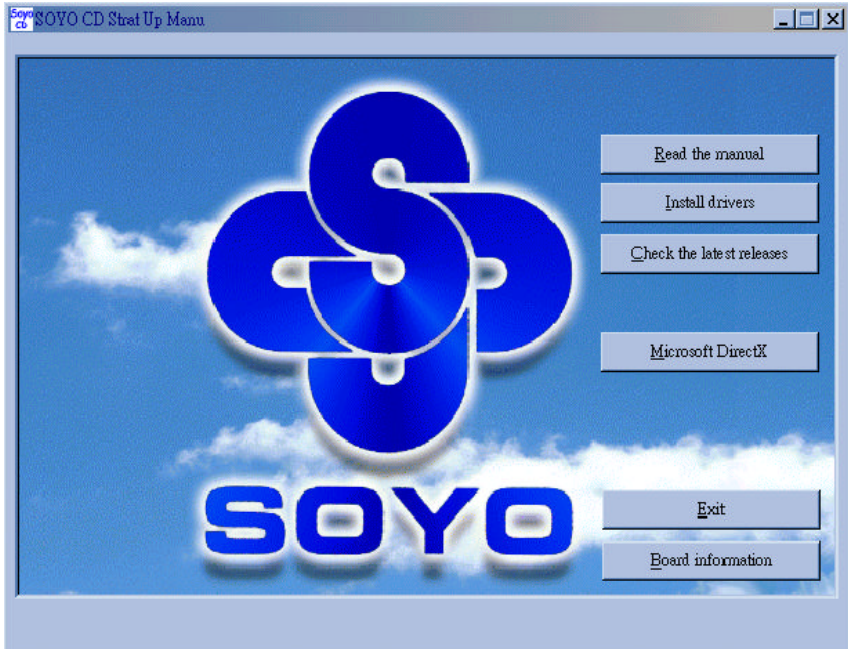 Soyo
CD
SOYO CD Strat Up Manu
Read the manual
Install drivers
Check the latest releases
Microsoft DirectX
SOYO
Exit
Board information